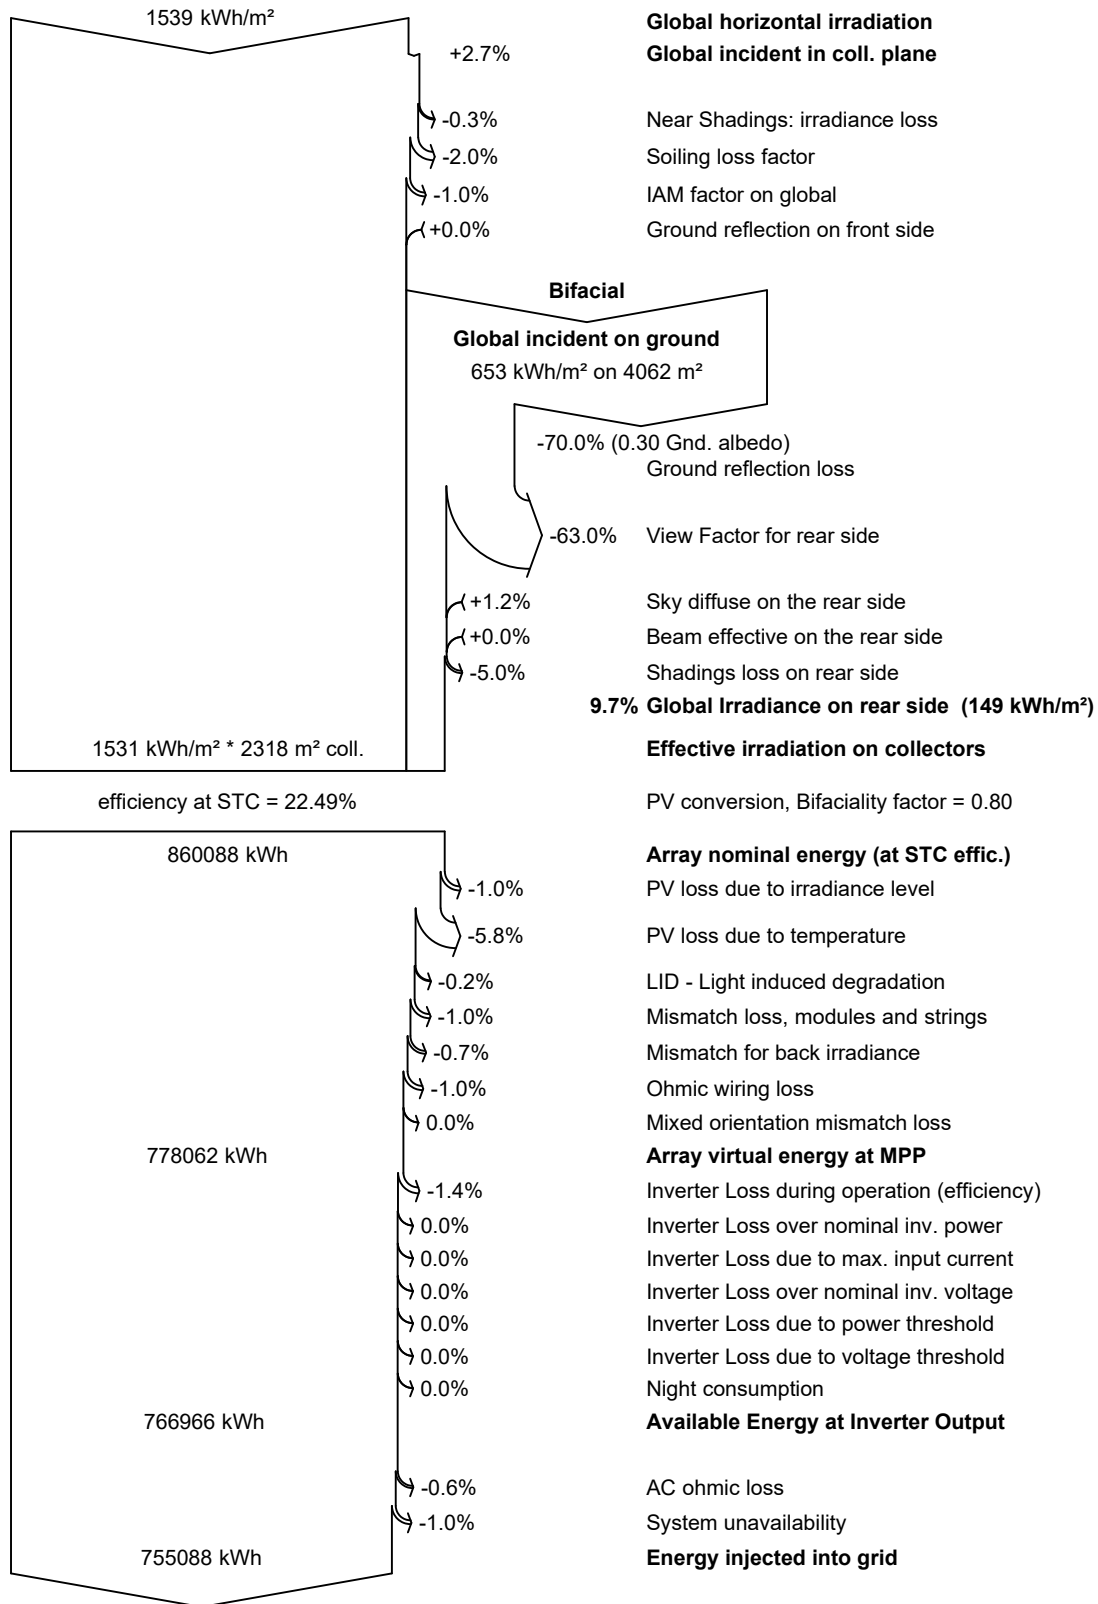 1539 kWh/m² Global horizontal irradiation
+2.7% Global incident in coll. plane
-0.3% Near Shadings: irradiance loss
-2.0% Soiling loss factor
-1.0% IAM factor on global
+0.0% Ground reflection on front side
Bifacial
Global incident on ground
653 kWh/m² on 4062 m²
-70.0% (0.30 Gnd. albedo)
Ground reflection loss
-63.0% View Factor for rear side
+1.2% Sky diffuse on the rear side
+0.0% Beam effective on the rear side
-5.0% Shadings loss on rear side
9.7% Global Irradiance on rear side (149 kWh/m²)
1531 kWh/m² * 2318 m² coll. Effective irradiation on collectors
efficiency at STC = 22.49% PV conversion, Bifaciality factor = 0.80
860088 kWh Array nominal energy (at STC effic.)
-1.0% PV loss due to irradiance level
-5.8% PV loss due to temperature
-0.2% LID - Light induced degradation
-1.0% Mismatch loss, modules and strings
-0.7% Mismatch for back irradiance
-1.0% Ohmic wiring loss
0.0% Mixed orientation mismatch loss
778062 kWh Array virtual energy at MPP
-1.4% Inverter Loss during operation (efficiency)
0.0% Inverter Loss over nominal inv. power
0.0% Inverter Loss due to max. input current
0.0% Inverter Loss over nominal inv. voltage
0.0% Inverter Loss due to power threshold
0.0% Inverter Loss due to voltage threshold
0.0% Night consumption
766966 kWh Available Energy at Inverter Output
-0.6% AC ohmic loss
-1.0% System unavailability
755088 kWh Energy injected into grid